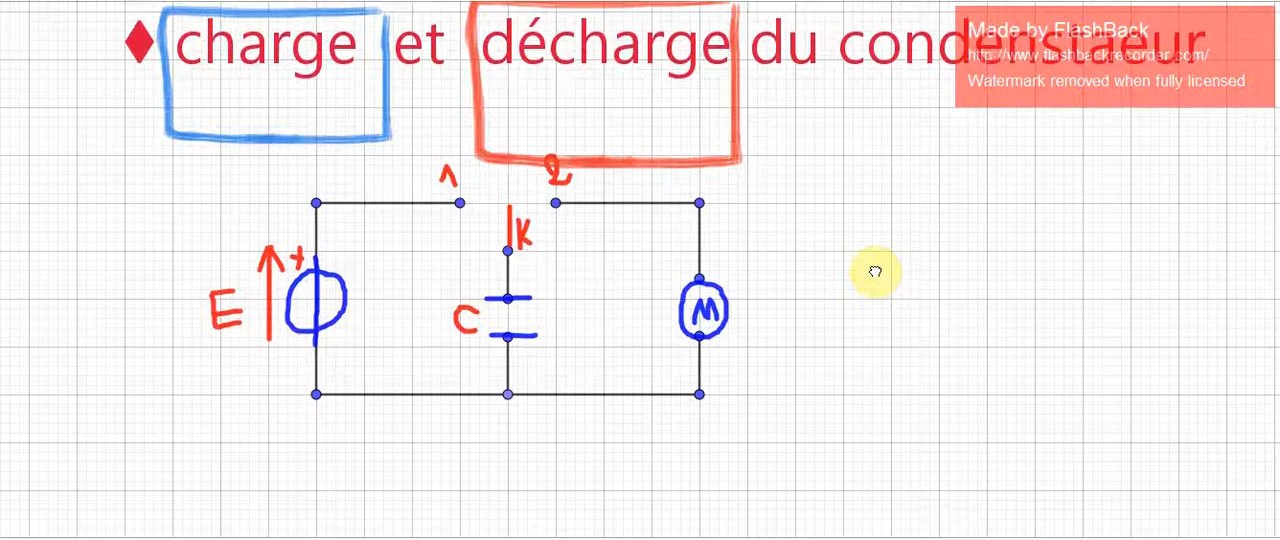 ♦ charge et décharge du condensateur
Made by FlashBack
http://www.flashbackrecorder.com/
Watermark removed when fully licensed
1 2
K
+
E
C
M